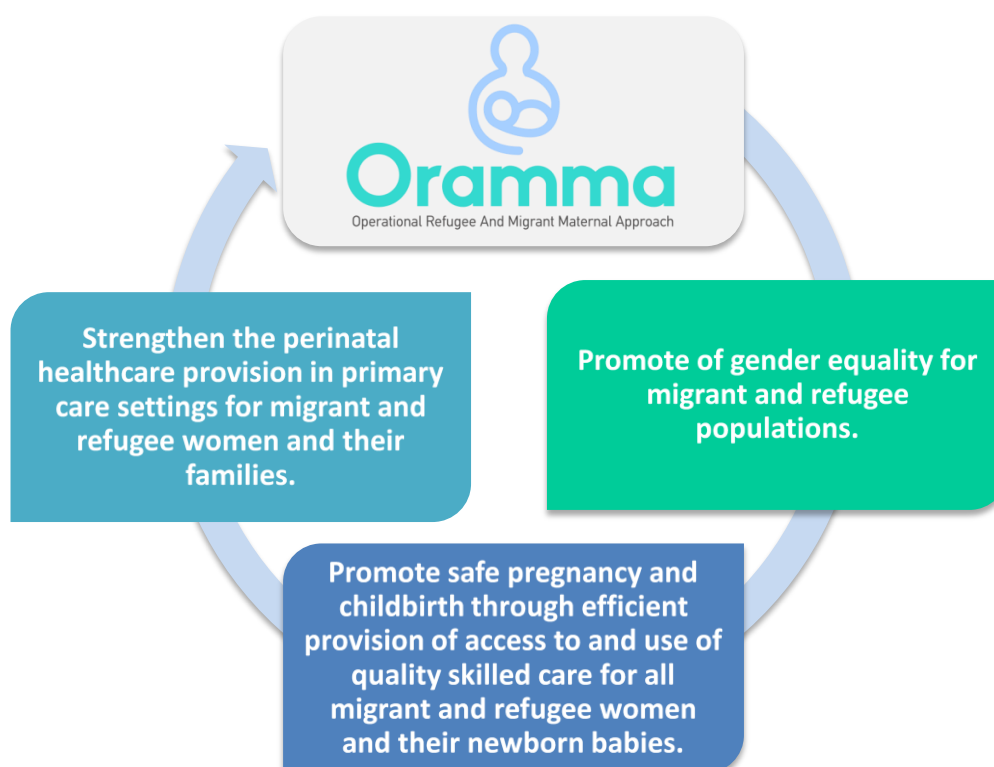 Oramma
Operational Refugee And Migrant Maternal Approach
Promote of gender equality for
migrant and refugee
populations.
Promote safe pregnancy and
childbirth through efficient
provision of access to and use of
quality skilled care for all
migrant and refugee women
and their newborn babies.
Strengthen the perinatal
healthcare provision in primary
care settings for migrant and
refugee women and their
families.